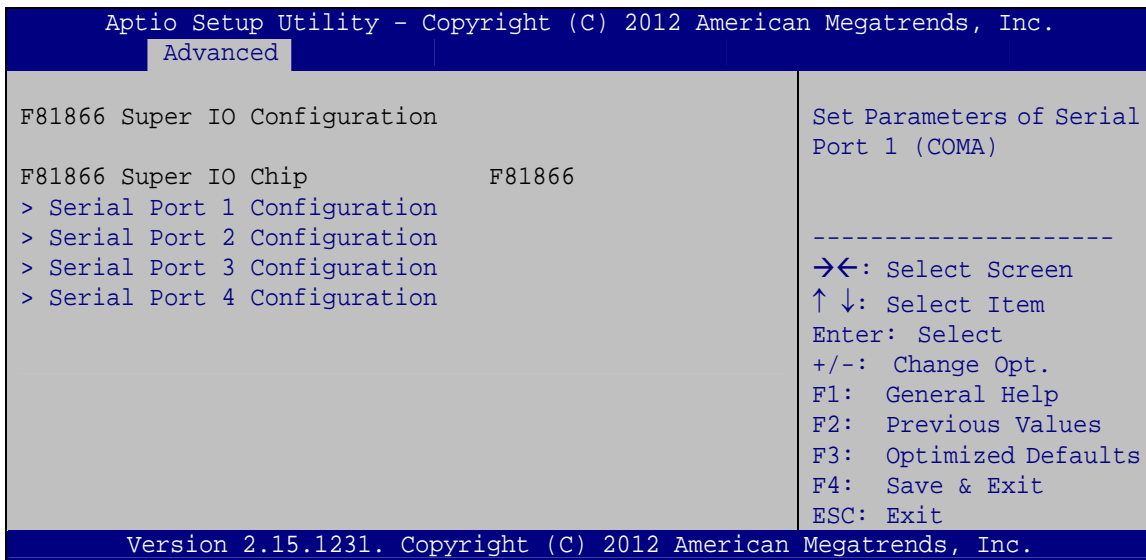 Aptio Setup Utility – Copyright (C) 2012 American Megatrends, Inc.
Advanced
F81866 Super IO Configuration
F81866 Super IO Chip F81866
> Serial Port 1 Configuration
> Serial Port 2 Configuration
> Serial Port 3 Configuration
> Serial Port 4 Configuration
Set Parameters of Serial
Port 1 (COMA)
---------------------
→←: Select Screen
↑ ↓: Select Item
Enter: Select
+/-: Change Opt.
F1: General Help
F2: Previous Values
F3: Optimized Defaults
F4: Save & Exit
ESC: Exit
Version 2.15.1231. Copyright (C) 2012 American Megatrends, Inc.